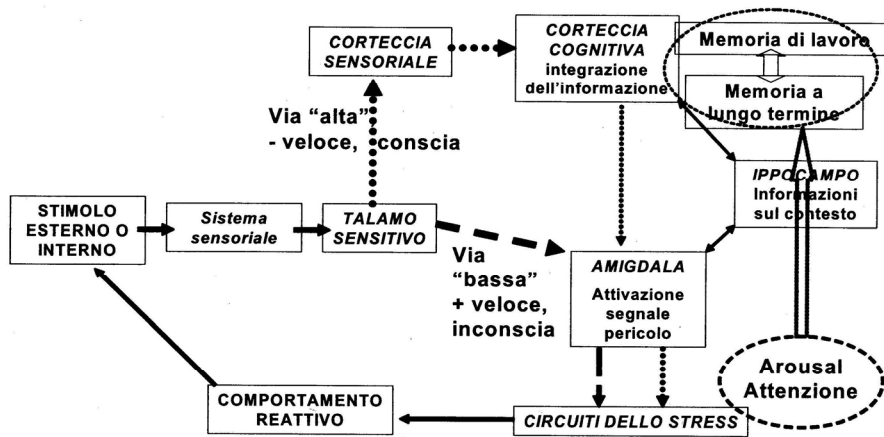 CORTECCIA
SENSORIALE
CORTECCIA
COGNITIVA
integrazione
dell'informazione
Memoria di lavoro
Memoria a
lungo termine
Via "alta"
- veloce, conscia
IPPOCAMPO
Informazioni
sul contesto
STIMOLO
ESTERNO O
INTERNO
Sistema
sensoriale
TALAMO
SENSITIVO
Via
"bassa"
+ veloce,
inconscia
AMIGDALA
Attivazione
segnale
pericolo
Arousal
Attenzione
COMPORTAMENTO
REATTIVO
CIRCUITI DELLO STRESS